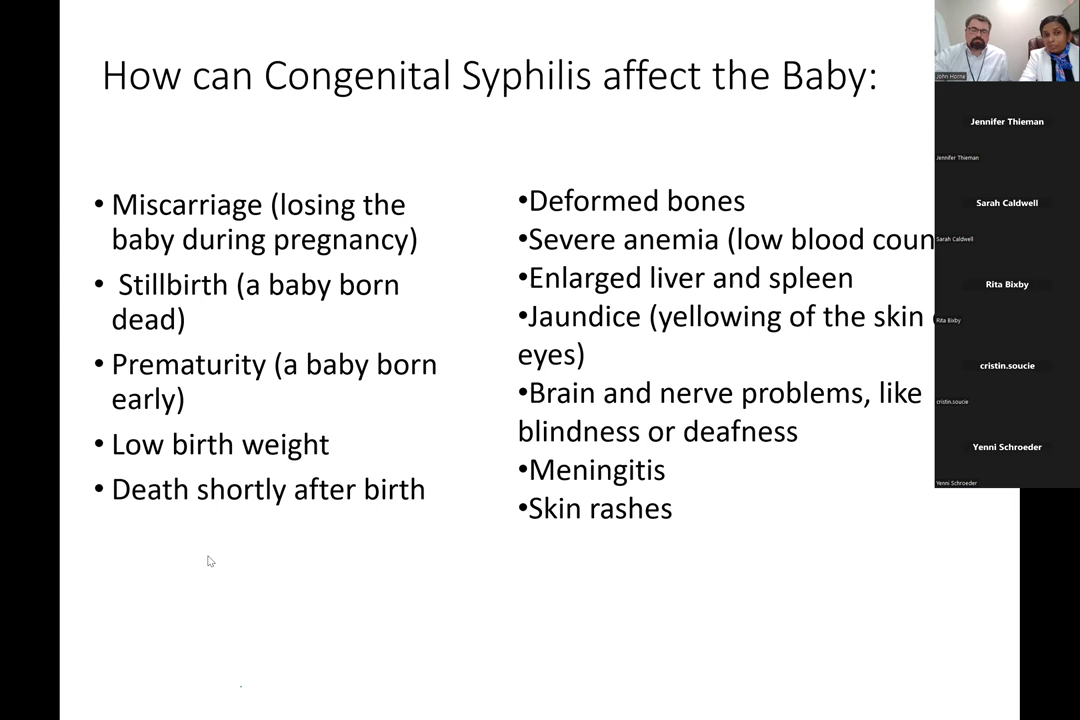 How can Congenital Syphilis affect the Baby:
• Miscarriage (losing the
baby during pregnancy)
• Stillbirth (a baby born
dead)
• Prematurity (a baby born
early)
• Low birth weight
• Death shortly after birth
•Deformed bones
•Severe anemia (low blood coun
•Enlarged liver and spleen
•Jaundice (yellowing of the skin
eyes)
•Brain and nerve problems, like
blindness or deafness
•Meningitis
•Skin rashes
John Horne
Jennifer Thieman
Jennifer Thieman
Sarah Caldwell
Sarah Caldwell
Rita Bixby
Rita Bixby
cristin.soucie
cristin.soucie
Yenni Schroeder
Yenni Schroeder